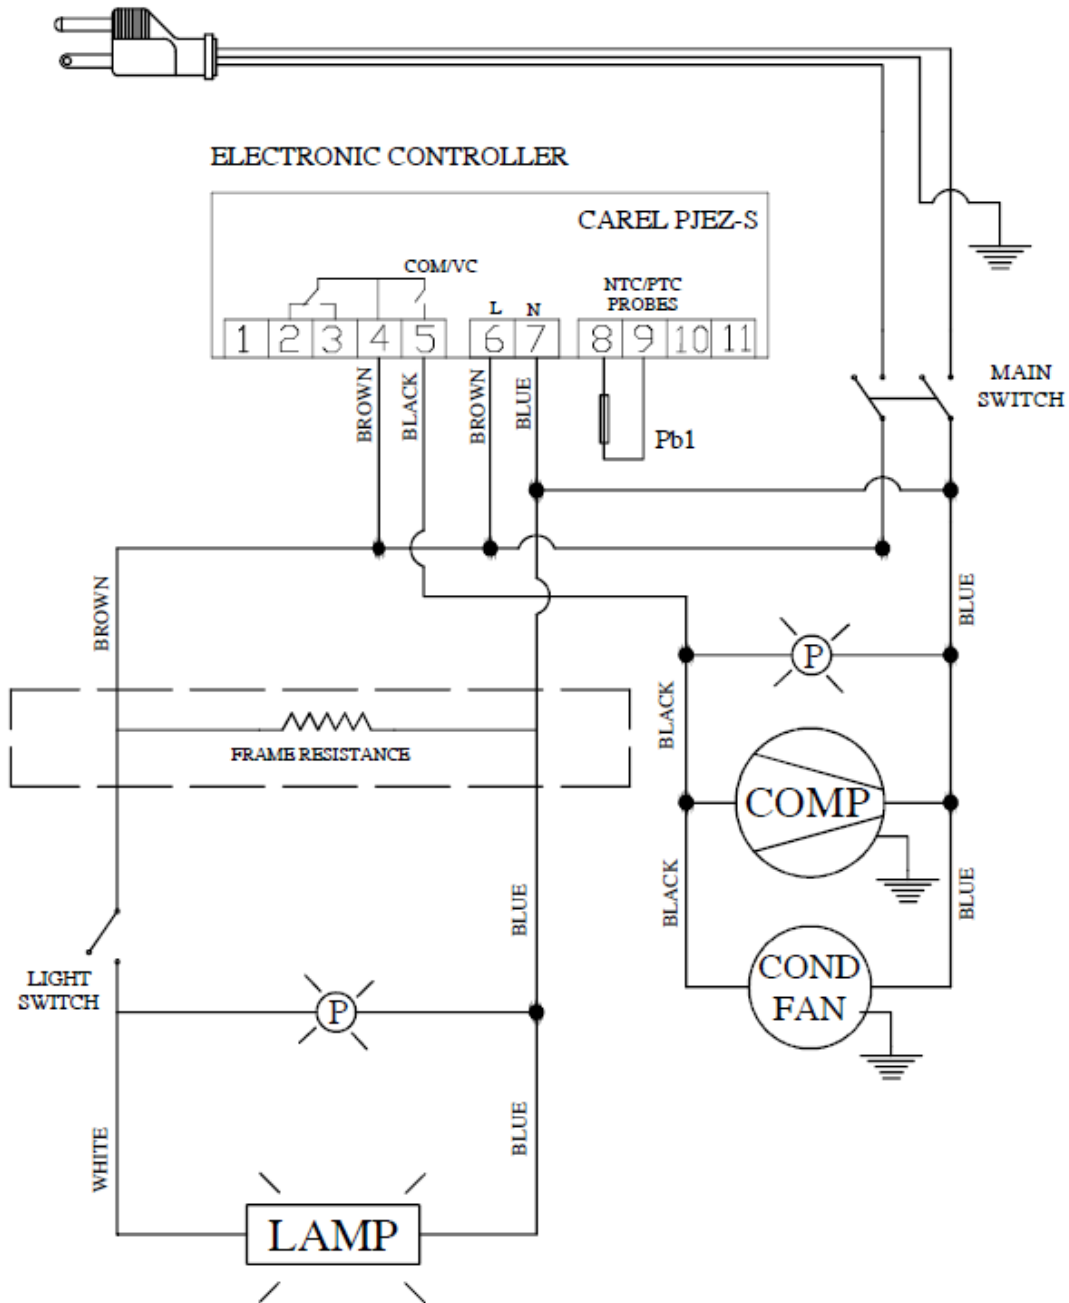 ELECTRONIC CONTROLLER
CAREL PJEZ-S
COM/VC
NTC/PTC
PROBES
L N
1 2 3 4 5 6 7 8 9 10 11
MAIN
SWITCH
BROWN
BLACK
BROWN
BLUE
Pb1
BROWN
BLUE
P
BLACK
FRAME RESISTANCE
COMP
BLACK
BLUE
BLUE
LIGHT
SWITCH
COND
FAN
P
WHITE
BLUE
LAMP